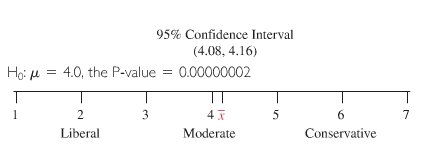 95% Confidence Interval
(4.08, 4.16)
H₀: μ = 4.0, the P-value = 0.00000002
1 2 3 4 x̄ 5 6 7
Liberal Moderate Conservative